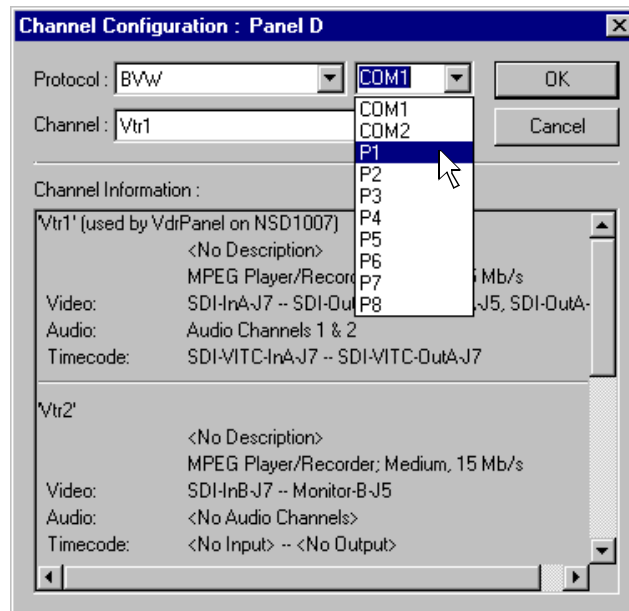 Channel Configuration : Panel D
Protocol : BVW COM1 OK
Channel : Vtr1 Cancel
COM1
COM2
P1
P2
P3
P4
P5
P6
P7
P8
Channel Information :
'Vtr1' (used by VdrPanel on NSD1007)
<No Description>
MPEG Player/Record Mb/s
Video: SDI-InA-J7 -- SDI-Out -J5, SDI-OutA-
Audio: Audio Channels 1 & 2
Timecode: SDI-VITC-InA-J7 -- SDI-VITC-OutA-J7
'Vtr2'
<No Description>
MPEG Player/Recorder; Medium, 15 Mb/s
Video: SDI-InB-J7 -- Monitor-B-J5
Audio: <No Audio Channels>
Timecode: <No Input> -- <No Output>